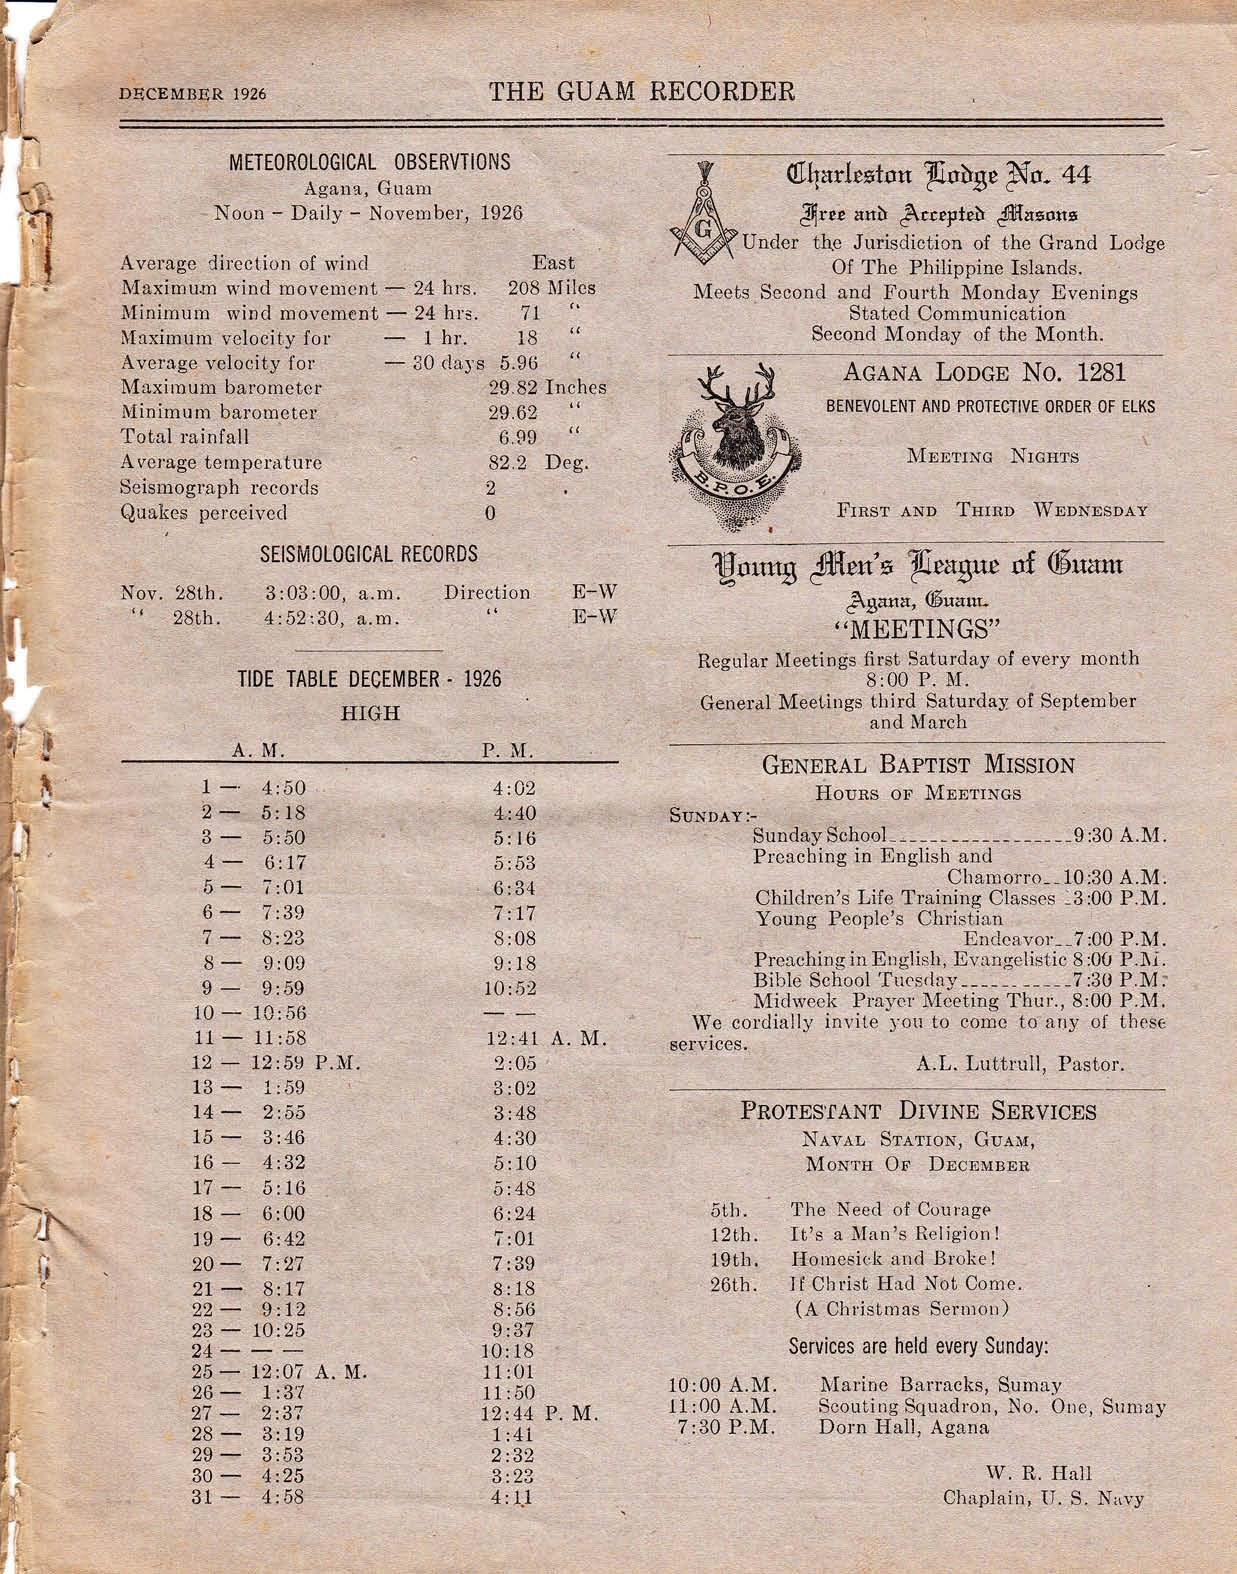 DECEMBER 1926
THE GUAM RECORDER
METEOROLOGICAL OBSERVTIONS
Agana, Guam
Noon – Daily – November, 1926
Average direction of wind East
Maximum wind movement — 24 hrs. 208 Miles
Minimum wind movement — 24 hrs. 71 “
Maximum velocity for — 1 hr. 18 “
Average velocity for — 30 days 5.96 “
Maximum barometer 29.82 Inches
Minimum barometer 29.62 “
Total rainfall 6.99 “
Average temperature 82.2 Deg.
Seismograph records 2
Quakes perceived 0
SEISMOLOGICAL RECORDS
Nov. 28th. 3:03:00, a.m. Direction E–W
“ 28th. 4:52:30, a.m. “ E–W
TIDE TABLE DECEMBER - 1926
HIGH
A. M. P. M.
1 — 4:50 4:02
2 — 5:18 4:40
3 — 5:50 5:16
4 — 6:17 5:53
5 — 7:01 6:34
6 — 7:39 7:17
7 — 8:23 8:08
8 — 9:09 9:18
9 — 9:59 10:52
10 — 10:56 — —
11 — 11:58 12:41 A. M.
12 — 12:59 P.M. 2:05
13 — 1:59 3:02
14 — 2:55 3:48
15 — 3:46 4:30
16 — 4:32 5:10
17 — 5:16 5:48
18 — 6:00 6:24
19 — 6:42 7:01
20 — 7:27 7:39
21 — 8:17 8:18
22 — 9:12 8:56
23 — 10:25 9:37
24 — — — 10:18
25 — 12:07 A. M. 11:01
26 — 1:37 11:50
27 — 2:37 12:44 P. M.
28 — 3:19 1:41
29 — 3:53 2:32
30 — 4:25 3:23
31 — 4:58 4:11
G
Charleston Lodge No. 44
Free and Accepted Masons
Under the Jurisdiction of the Grand Lodge
Of The Philippine Islands.
Meets Second and Fourth Monday Evenings
Stated Communication
Second Monday of the Month.
B.P.O.E.
AGANA LODGE NO. 1281
BENEVOLENT AND PROTECTIVE ORDER OF ELKS
MEETING NIGHTS
FIRST AND THIRD WEDNESDAY
Young Men's League of Guam
Agana, Guam.
“MEETINGS”
Regular Meetings first Saturday of every month
8:00 P. M.
General Meetings third Saturday of September
and March
GENERAL BAPTIST MISSION
HOURS OF MEETINGS
SUNDAY:-
Sunday School------------------9:30 A.M.
Preaching in English and
Chamorro--10:30 A.M.
Children's Life Training Classes -3:00 P.M.
Young People's Christian
Endeavor--7:00 P.M.
Preaching in English, Evangelistic 8:00 P.M.
Bible School Tuesday-----------7:30 P.M.
Midweek Prayer Meeting Thur., 8:00 P.M.
We cordially invite you to come to any of these
services.
A.L. Luttrull, Pastor.
PROTESTANT DIVINE SERVICES
NAVAL STATION, GUAM,
MONTH OF DECEMBER
5th. The Need of Courage
12th. It's a Man's Religion!
19th. Homesick and Broke!
26th. If Christ Had Not Come.
(A Christmas Sermon)
Services are held every Sunday:
10:00 A.M. Marine Barracks, Sumay
11:00 A.M. Scouting Squadron, No. One, Sumay
7:30 P.M. Dorn Hall, Agana
W. R. Hall
Chaplain, U. S. Navy